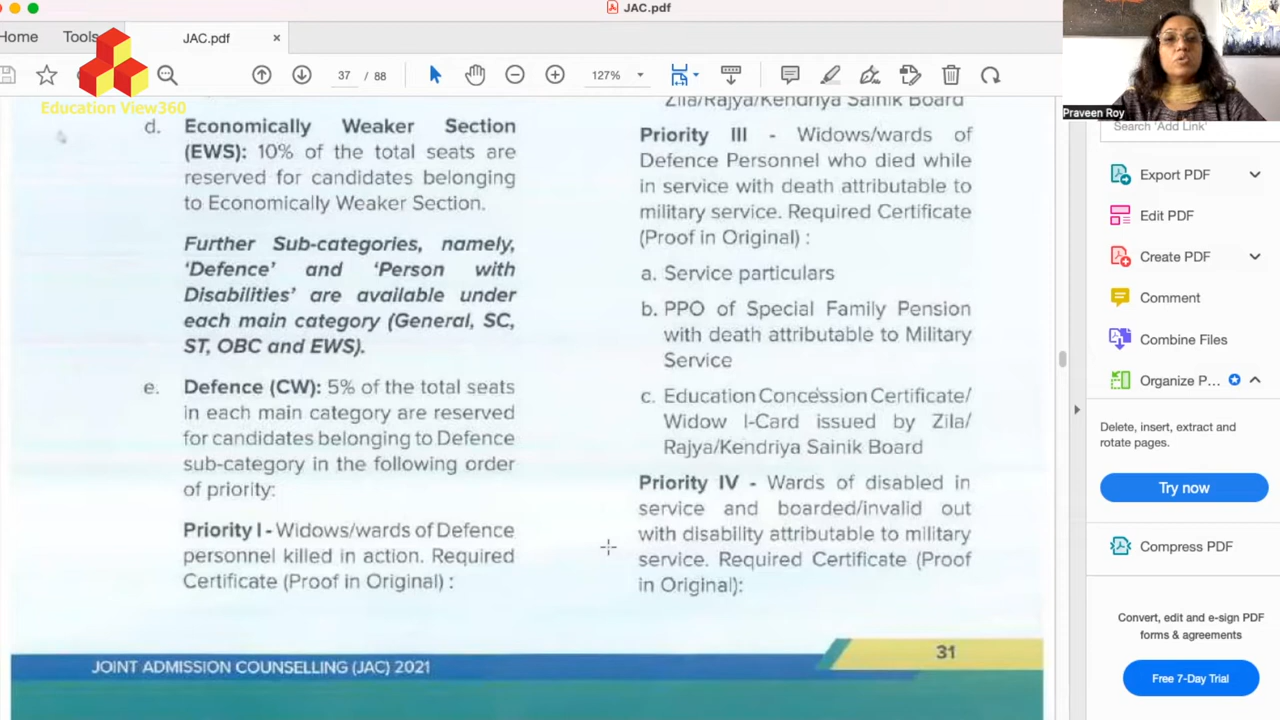 JAC.pdf
Home
Tools
JAC.pdf
×
37 / 88
127%
Education View360
Praveen Roy
Search 'Add Link'
d. Economically Weaker Section
(EWS): 10% of the total seats are
reserved for candidates belonging
to Economically Weaker Section.
Further Sub-categories, namely,
'Defence' and 'Person with
Disabilities' are available under
each main category (General, SC,
ST, OBC and EWS).
e. Defence (CW): 5% of the total seats
in each main category are reserved
for candidates belonging to Defence
sub-category in the following order
of priority:
Priority I - Widows/wards of Defence
personnel killed in action. Required
Certificate (Proof in Original) :
Zila/Rajya/Kendriya Sainik Board
Priority III - Widows/wards of
Defence Personnel who died while
in service with death attributable to
military service. Required Certificate
(Proof in Original) :
a. Service particulars
b. PPO of Special Family Pension
with death attributable to Military
Service
c. Education Concession Certificate/
Widow I-Card issued by Zila/
Rajya/Kendriya Sainik Board
Priority IV - Wards of disabled in
service and boarded/invalid out
with disability attributable to military
service. Required Certificate (Proof
in Original):
JOINT ADMISSION COUNSELLING (JAC) 2021
31
Export PDF
Edit PDF
Create PDF
Comment
Combine Files
Organize P...
Delete, insert, extract and
rotate pages.
Try now
Compress PDF
Convert, edit and e-sign PDF
forms & agreements
Free 7-Day Trial